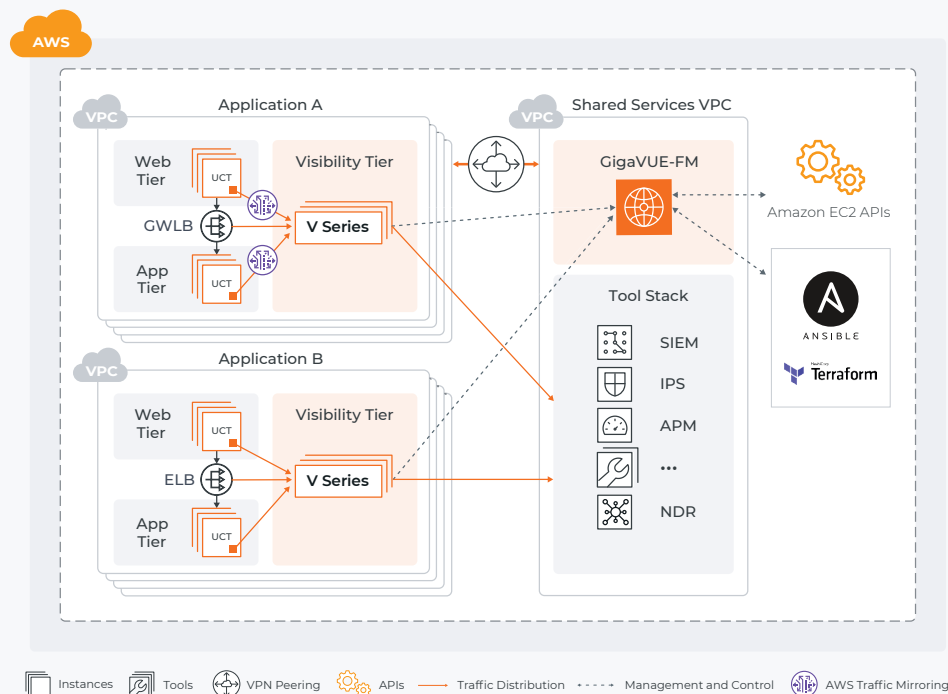 AWS
Application A
VPC
Web
Tier
UCT
GWLB
App
Tier
UCT
Visibility Tier
V Series
Shared Services VPC
VPC
GigaVUE-FM
Amazon EC2 APIs
ANSIBLE
HashiCorp
Terraform
Tool Stack
SIEM
IPS
APM
...
NDR
Application B
VPC
Web
Tier
UCT
ELB
App
Tier
UCT
Visibility Tier
V Series
Instances
Tools
VPN Peering
APIs
Traffic Distribution
Management and Control
AWS Traffic Mirroring